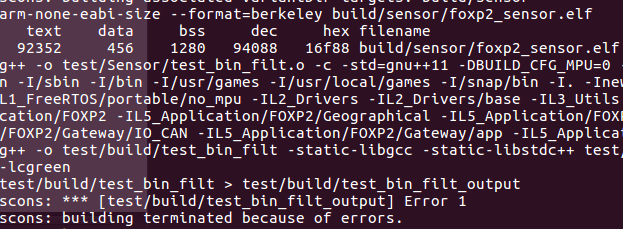 scons: building associated VariantDir targets: build/sensor
arm-none-eabi-size --format=berkeley build/sensor/foxp2_sensor.elf
text data bss dec hex filename
92352 456 1280 94088 16f88 build/sensor/foxp2_sensor.elf
g++ -o test/Sensor/test_bin_filt.o -c -std=gnu++11 -DBUILD_CFG_MPU=0 -
n -I/sbin -I/bin -I/usr/games -I/usr/local/games -I/snap/bin -I. -Inew
L1_FreeRTOS/portable/no_mpu -IL2_Drivers -IL2_Drivers/base -IL3_Utils
cation/FOXP2 -IL5_Application/FOXP2/Geographical -IL5_Application/FOXP
/FOXP2/Gateway/IO_CAN -IL5_Application/FOXP2/Gateway/app -IL5_Applicat
g++ -o test/build/test_bin_filt -static-libgcc -static-libstdc++ test/
-lcgreen
test/build/test_bin_filt > test/build/test_bin_filt_output
scons: *** [test/build/test_bin_filt_output] Error 1
scons: building terminated because of errors.